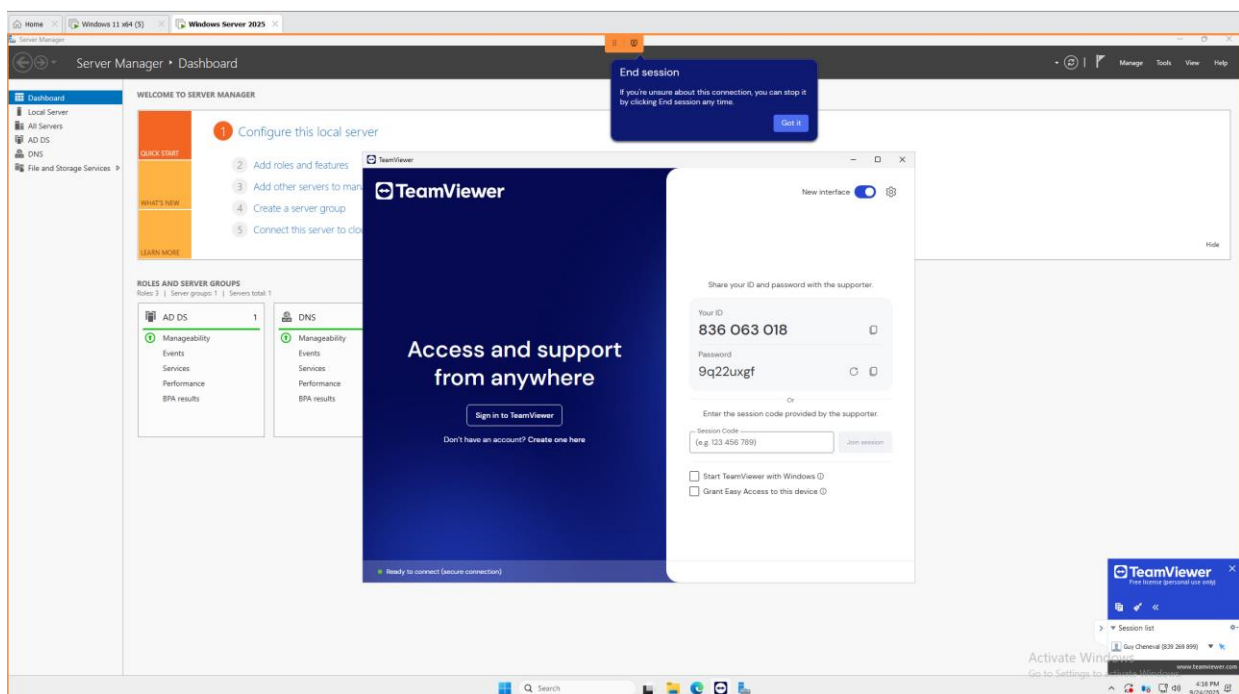 Home
Windows 11 x64 (5)
Windows Server 2025
Server Manager
Server Manager • Dashboard
Manage Tools View Help
End session
If you're unsure about this connection, you can stop it
by clicking End session any time.
Got it
Dashboard
Local Server
All Servers
AD DS
DNS
File and Storage Services
WELCOME TO SERVER MANAGER
QUICK START
WHAT'S NEW
LEARN MORE
1 Configure this local server
2 Add roles and features
3 Add other servers to man
4 Create a server group
5 Connect this server to clo
Hide
ROLES AND SERVER GROUPS
Roles: 3 | Server groups: 1 | Servers total: 1
AD DS 1
Manageability
Events
Services
Performance
BPA results
DNS
Manageability
Events
Services
Performance
BPA results
TeamViewer
TeamViewer
New interface
Access and support
from anywhere
Sign in to TeamViewer
Don't have an account? Create one here
Ready to connect (secure connection)
Share your ID and password with the supporter.
Your ID
836 063 018
Password
9q22uxgf
Or
Enter the session code provided by the supporter.
Session Code
(e.g. 123 456 789)
Join session
Start TeamViewer with Windows
Grant Easy Access to this device
TeamViewer
Free license (personal use only)
Session list
Guy Cheneval (839 269 899)
www.teamviewer.com
Activate Windows
Go to Settings to activate Windows.
Search
4:18 PM
9/24/2025